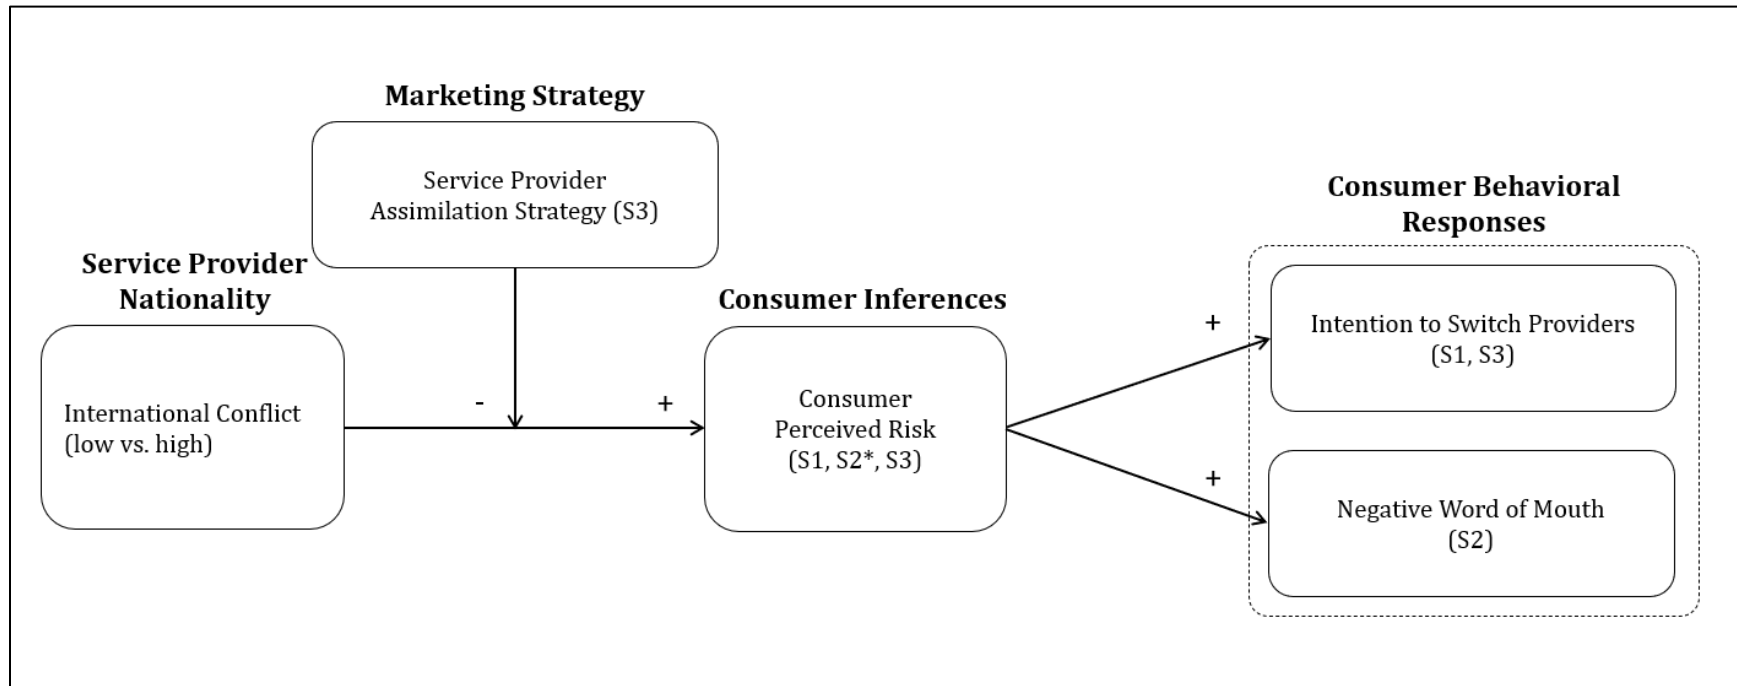 Marketing Strategy
Service Provider
Assimilation Strategy (S3)
Service Provider
Nationality
International Conflict
(low vs. high)
-
+
Consumer Inferences
Consumer
Perceived Risk
(S1, S2*, S3)
+
+
Consumer Behavioral
Responses
Intention to Switch Providers
(S1, S3)
Negative Word of Mouth
(S2)